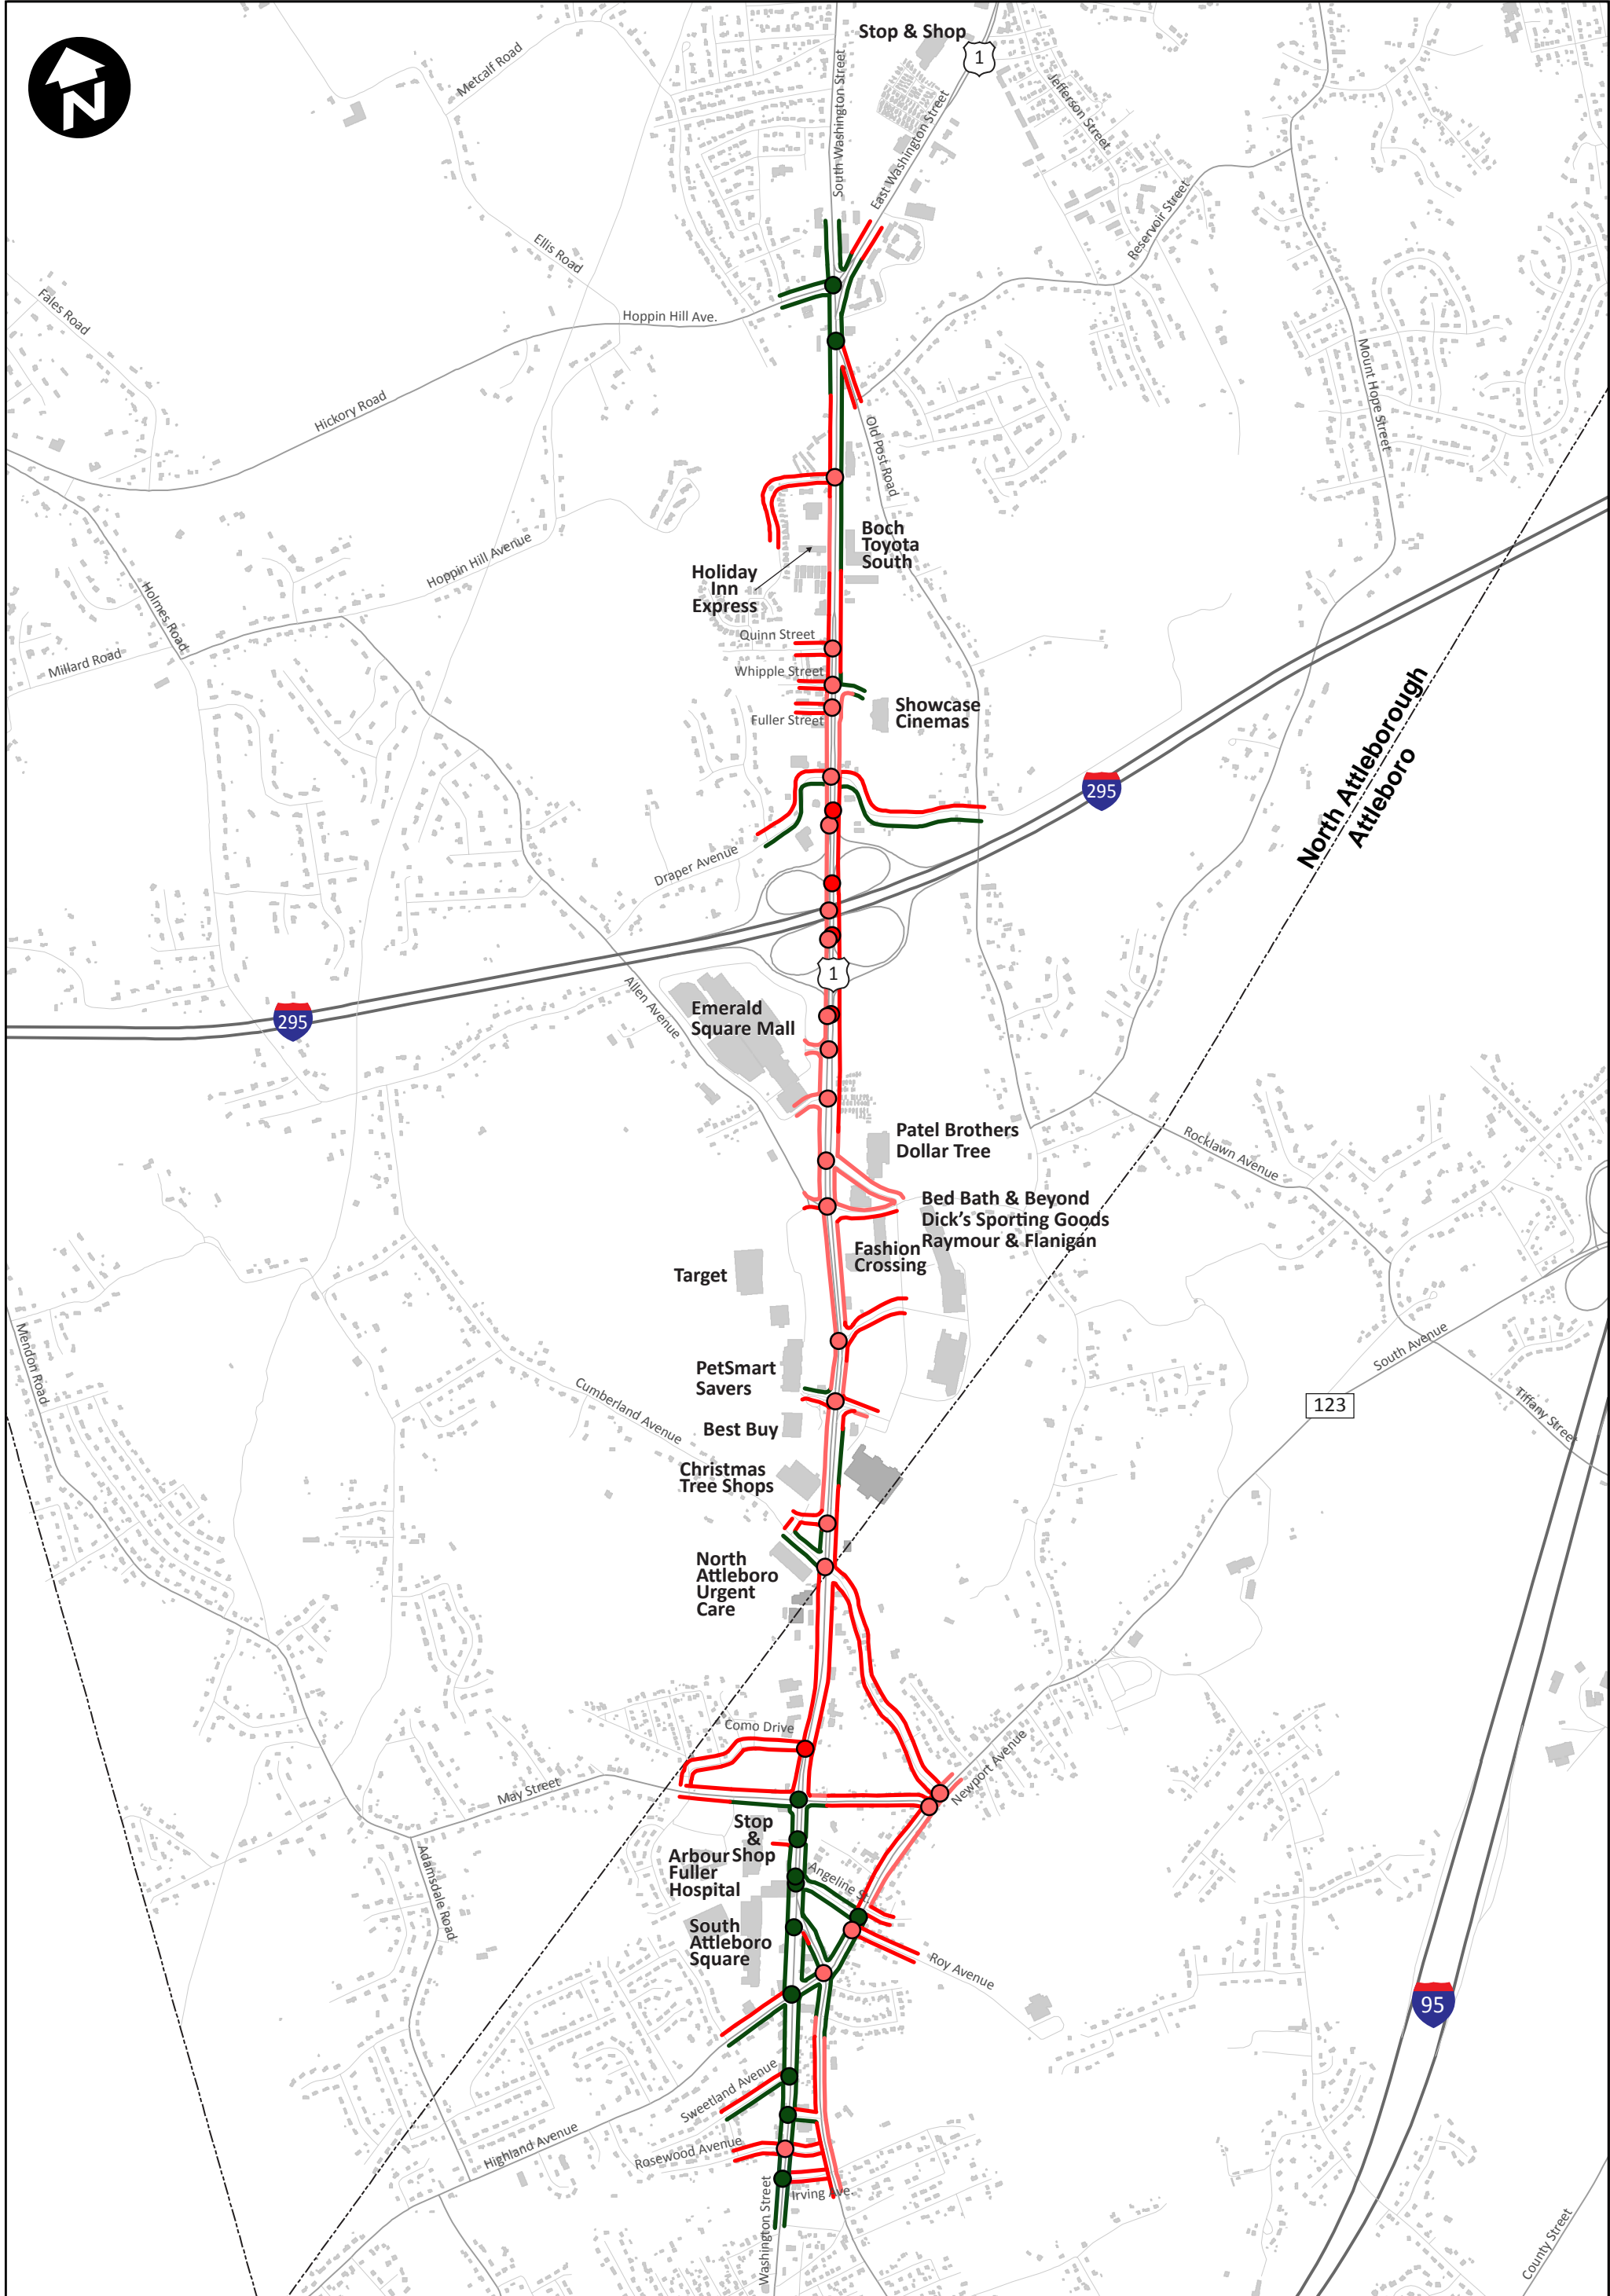 Stop & Shop
1
N
Metcalf Road
South Washington Street
East Washington Street
Jefferson Street
Reservoir Street
Ellis Road
Fales Road
Hoppin Hill Ave.
Mount Hope Street
Hickory Road
Old Post Road
Boch
Toyota
South
Hoppin Hill Avenue
Holiday
Inn
Express
Holmes Road
Quinn Street
Millard Road
Whipple Street
Showcase
Cinemas
Fuller Street
North Attleborough
Attleboro
295
Draper Avenue
1
Allen Avenue
Emerald
Square Mall
295
Patel Brothers
Dollar Tree
Rocklawn Avenue
Bed Bath & Beyond
Dick's Sporting Goods
Raymour & Flanigan
Fashion
Crossing
Target
Mendon Road
South Avenue
PetSmart
Savers
Cumberland Avenue
123
Tiffany Street
Best Buy
Christmas
Tree Shops
North
Attleboro
Urgent
Care
Como Drive
Newport Avenue
May Street
Stop
&
Shop
Arbour
Fuller
Hospital
Angeline S
Adamsdale Road
South
Attleboro
Square
Roy Avenue
95
Sweetland Avenue
Highland Avenue
Rosewood Avenue
Irving Ave.
Washington Street
County Street